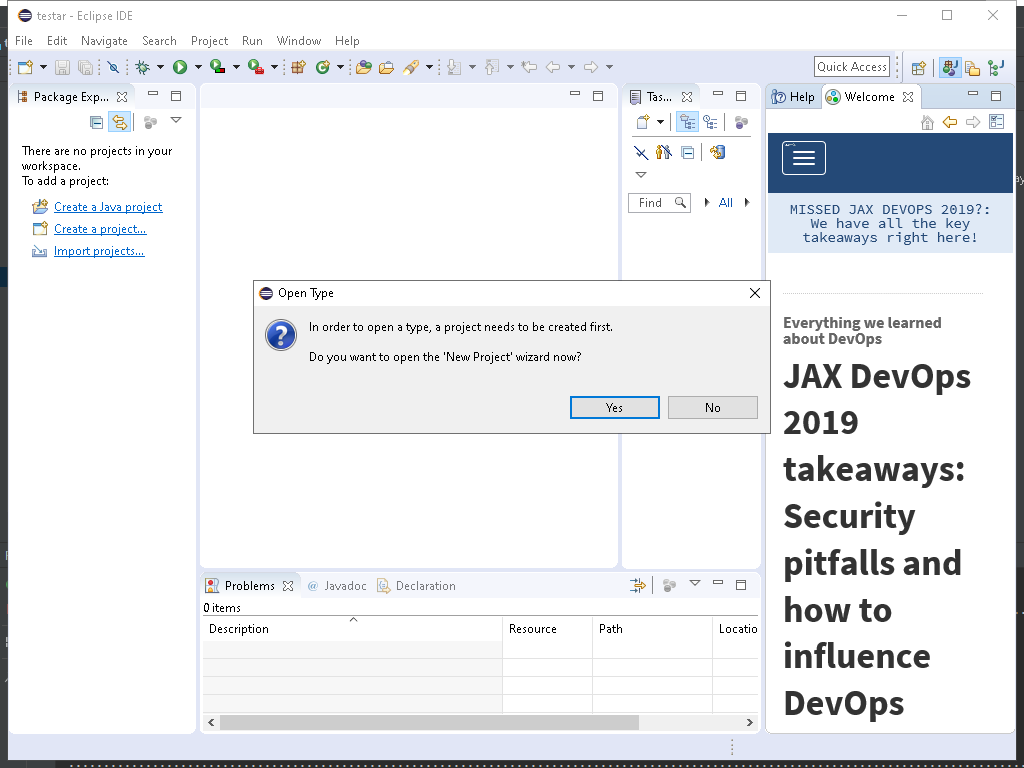 testar - Eclipse IDE
File Edit Navigate Search Project Run Window Help
Quick Access
Package Exp...
There are no projects in your
workspace.
To add a project:
Create a Java project
Create a project...
Import projects...
Tas...
Find
All
Help
Welcome
MISSED JAX DEVOPS 2019?:
We have all the key
takeaways right here!
Everything we learned
about DevOps
JAX DevOps
2019
takeaways:
Security
pitfalls and
how to
influence
DevOps
Open Type
In order to open a type, a project needs to be created first.
Do you want to open the 'New Project' wizard now?
Yes
No
Problems
@ Javadoc
Declaration
0 items
Description Resource Path Locatio